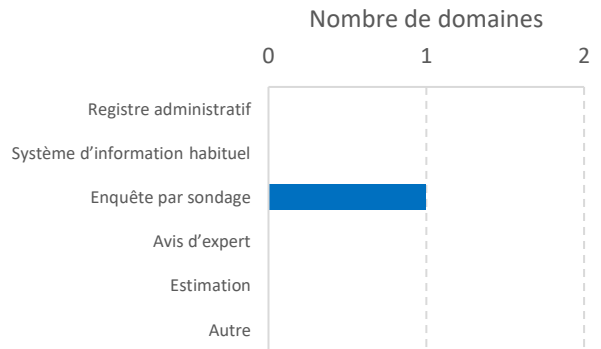 Nombre de domaines
0 1 2
Registre administratif
Système d’information habituel
Enquête par sondage
Avis d’expert
Estimation
Autre